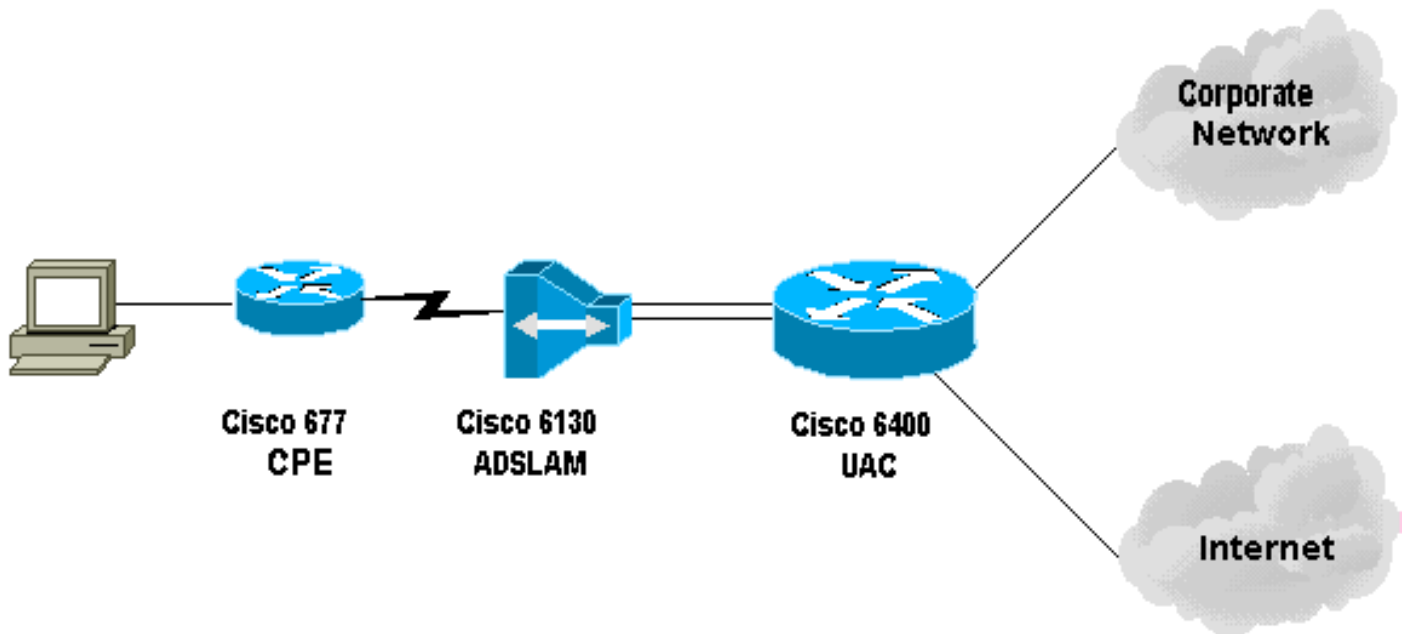 Corporate
Network
Cisco 677
CPE
Cisco 6130
ADSLAM
Cisco 6400
UAC
Internet